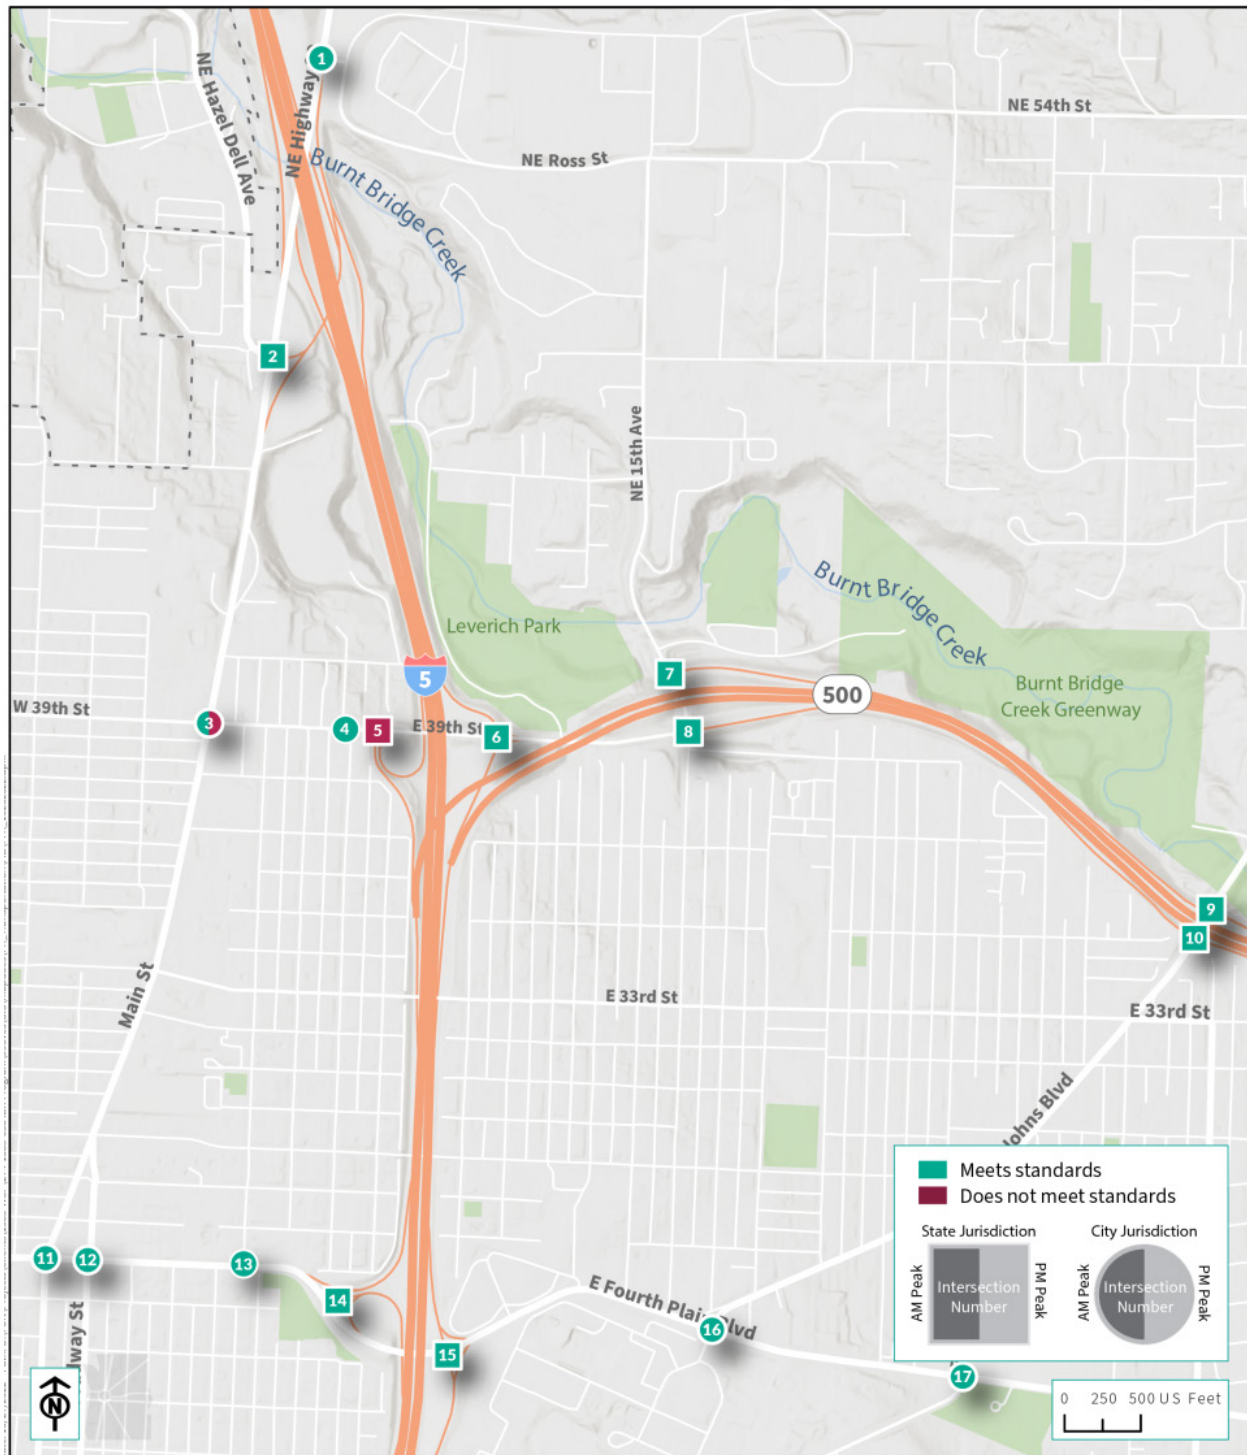 1
NE Hazel Dell Ave
NE Highway
NE 54th St
NE Ross St
Burnt Bridge Creek
2
NE 15th Ave
Burnt Bridge Creek
Leverich Park
7
5
500
Burnt Bridge
Creek Greenway
W 39th St
3
4
5
E 39th St
6
8
9
10
Main St
E 33rd St
E 33rd St
Johns Blvd
Meets standards
Does not meet standards
State Jurisdiction
City Jurisdiction
AM Peak
Intersection
Number
PM Peak
AM Peak
Intersection
Number
PM Peak
11
12
13
14
15
E Fourth Plain Blvd
16
17
N
0 250 500 US Feet